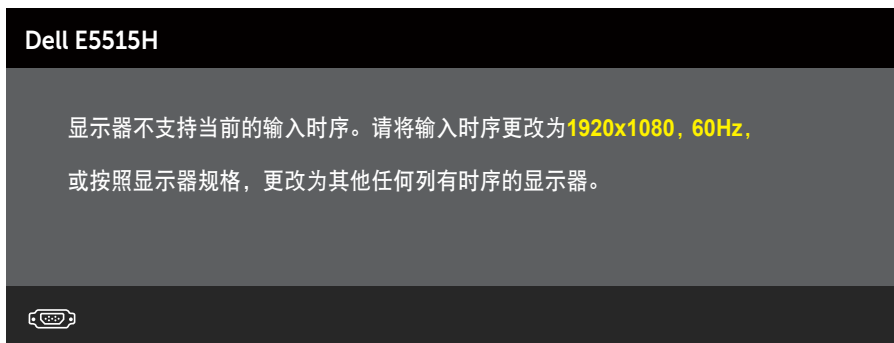 Dell E5515H
显示器不支持当前的输入时序。请将输入时序更改为1920x1080, 60Hz,
或按照显示器规格，更改为其他任何列有时序的显示器。